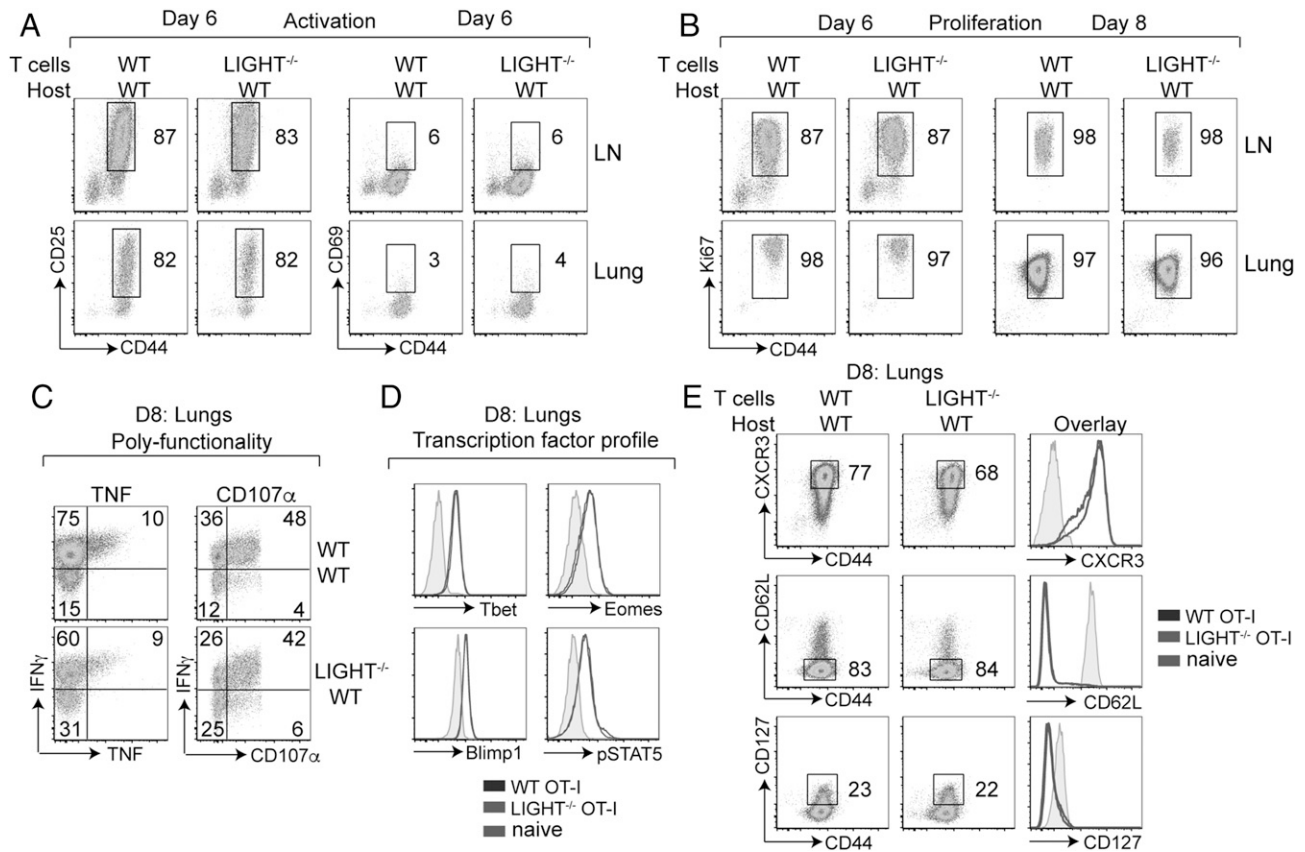 A
Day 6 Activation Day 6
T cells WT LIGHT-/- WT LIGHT-/-
Host WT WT WT WT
87 83 6 6 LN
82 82 3 4 Lung
CD25 CD69
CD44 CD44
B
Day 6 Proliferation Day 8
T cells WT LIGHT-/- WT LIGHT-/-
Host WT WT WT WT
87 87 98 98 LN
98 97 97 96 Lung
Ki67
CD44
C
D8: Lungs
Poly-functionality
TNF CD107α
75 10 36 48
WT
WT
15 12 4
60 9 26 42
LIGHT-/-
WT
31 25 6
IFNγ IFNγ
TNF CD107α
D
D8: Lungs
Transcription factor profile
Tbet Eomes
Blimp1 pSTAT5
WT OT-I
LIGHT-/- OT-I
naive
E
D8: Lungs
T cells WT LIGHT-/-
Host WT WT Overlay
CXCR3 77 68
CD44 CXCR3
CD62L 83 84
CD44 CD62L
CD127 23 22
CD44 CD127
WT OT-I
LIGHT-/- OT-I
naive